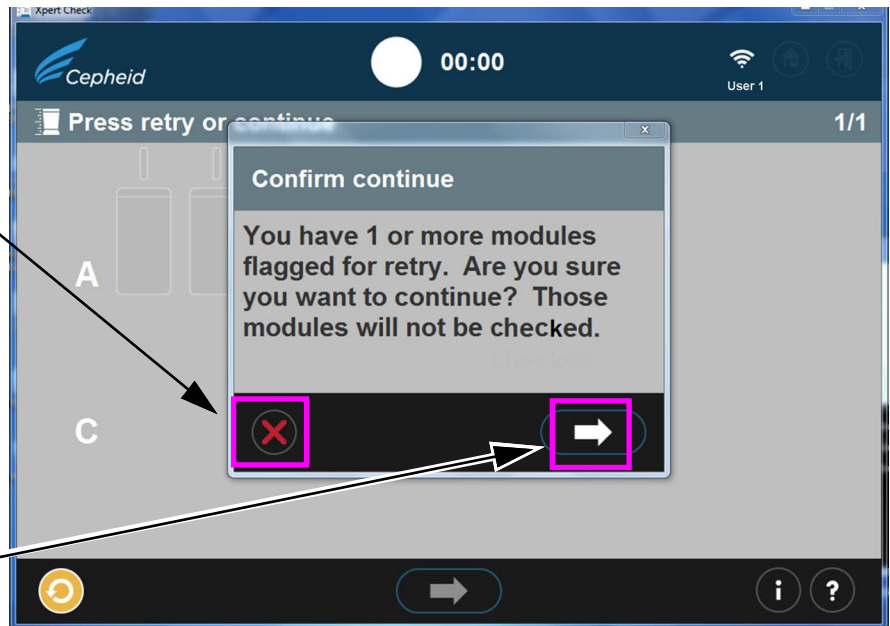 Xpert Check
Cepheid
00:00
User 1
Press retry or continue
1/1
Confirm continue
You have 1 or more modules
flagged for retry. Are you sure
you want to continue? Those
modules will not be checked.
A
C
i
?